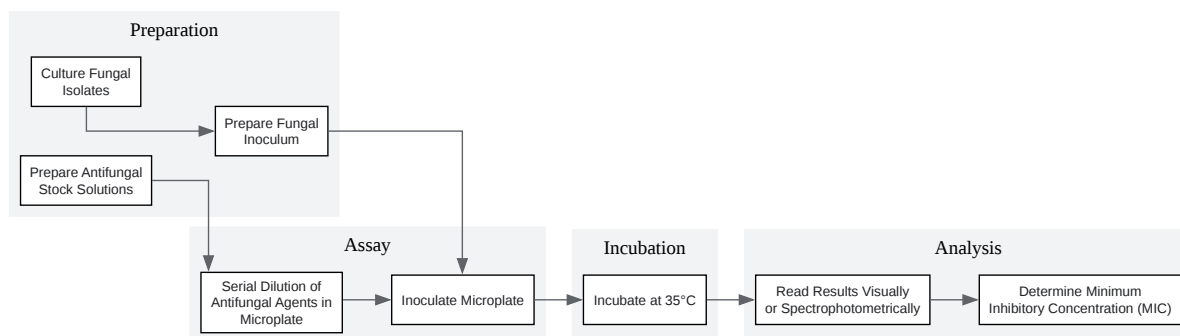 Preparation
Culture Fungal
Isolates
Prepare Fungal
Inoculum
Prepare Antifungal
Stock Solutions
Assay
Serial Dilution of
Antifungal Agents in
Microplate
Inoculate Microplate
Incubation
Incubate at 35°C
Analysis
Read Results Visually
or Spectrophotometrically
Determine Minimum
Inhibitory Concentration (MIC)